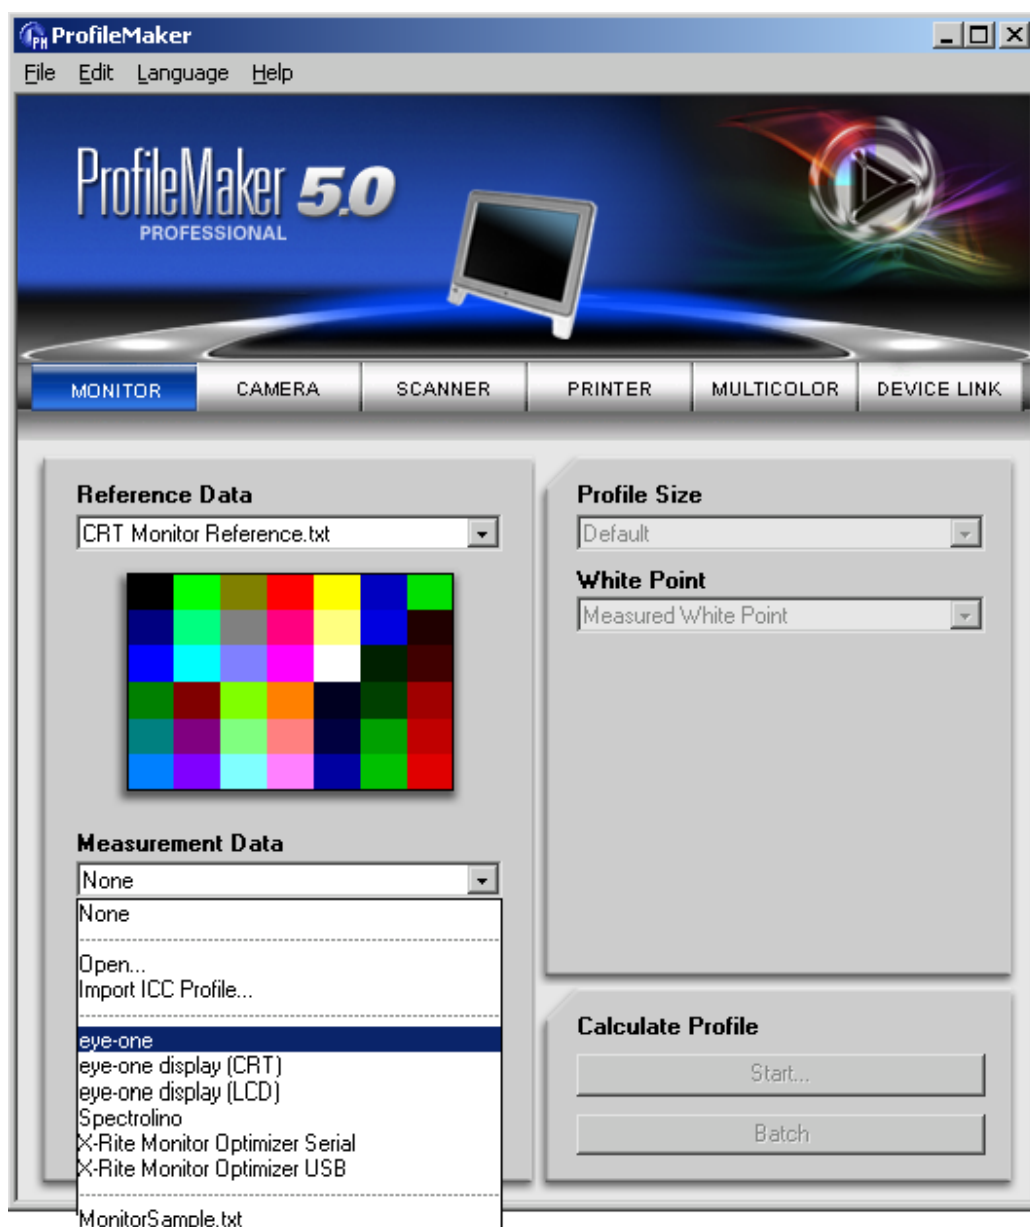 ProfileMaker
File Edit Language Help
ProfileMaker 5.0
PROFESSIONAL
MONITOR CAMERA SCANNER PRINTER MULTICOLOR DEVICE LINK
Reference Data
CRT Monitor Reference.txt
Measurement Data
None
None
Open...
Import ICC Profile...
eye-one
eye-one display (CRT)
eye-one display (LCD)
Spectrolino
X-Rite Monitor Optimizer Serial
X-Rite Monitor Optimizer USB
MonitorSample.txt
Profile Size
Default
White Point
Measured White Point
Calculate Profile
Start...
Batch